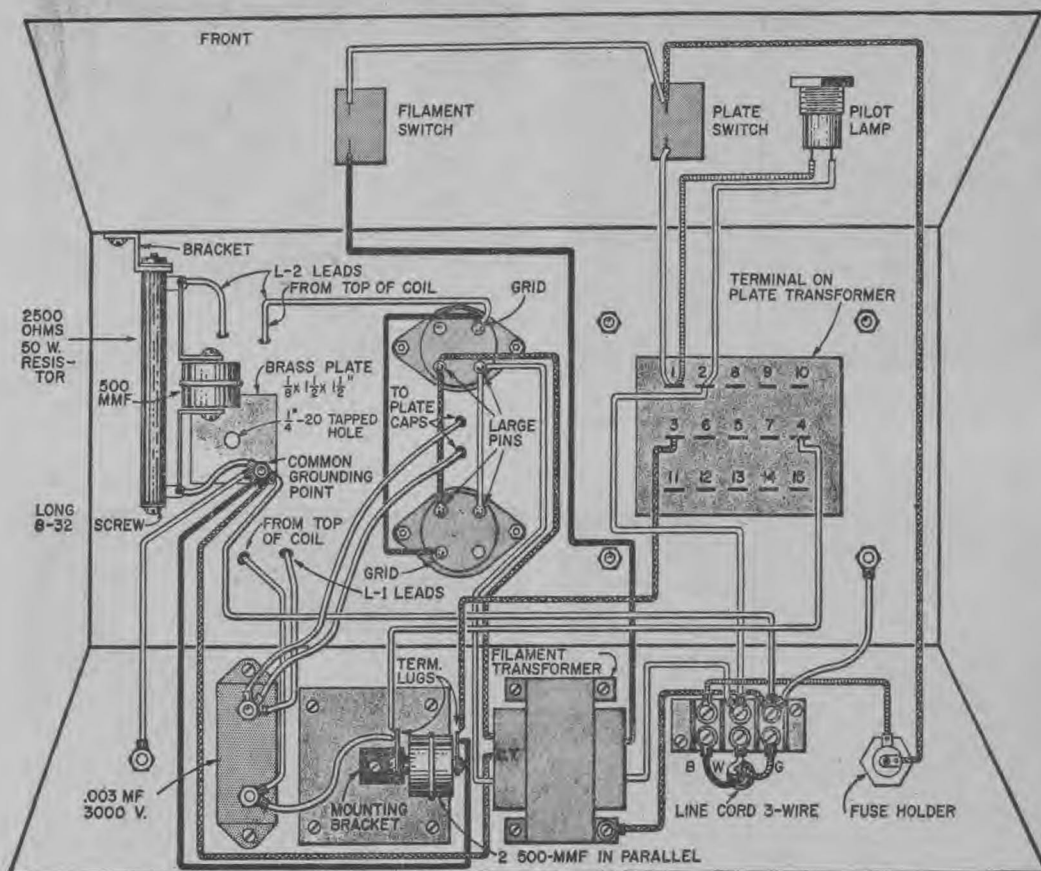 FRONT
FILAMENT
SWITCH
PLATE
SWITCH
PILOT
LAMP
BRACKET
L-2 LEADS
FROM TOP OF COIL
GRID
TERMINAL ON
PLATE TRANSFORMER
2500
OHMS
50 W.
RESIS-
TOR
500
MMF
BRASS PLATE
1/8 x 1 1/2 x 1 1/2"
1/4"-20 TAPPED
HOLE
TO
PLATE
CAPS
LARGE
PINS
1 2 8 9 10
3 6 5 7 4
11 12 13 14 15
COMMON
GROUNDING
POINT
LONG
8-32
SCREW
FROM TOP
OF COIL
GRID
L-1 LEADS
TERM.
LUGS
FILAMENT
TRANSFORMER
C.T.
B W G
.003 MF
3000 V.
MOUNTING
BRACKET
LINE CORD 3-WIRE
FUSE HOLDER
2 500-MMF IN PARALLEL